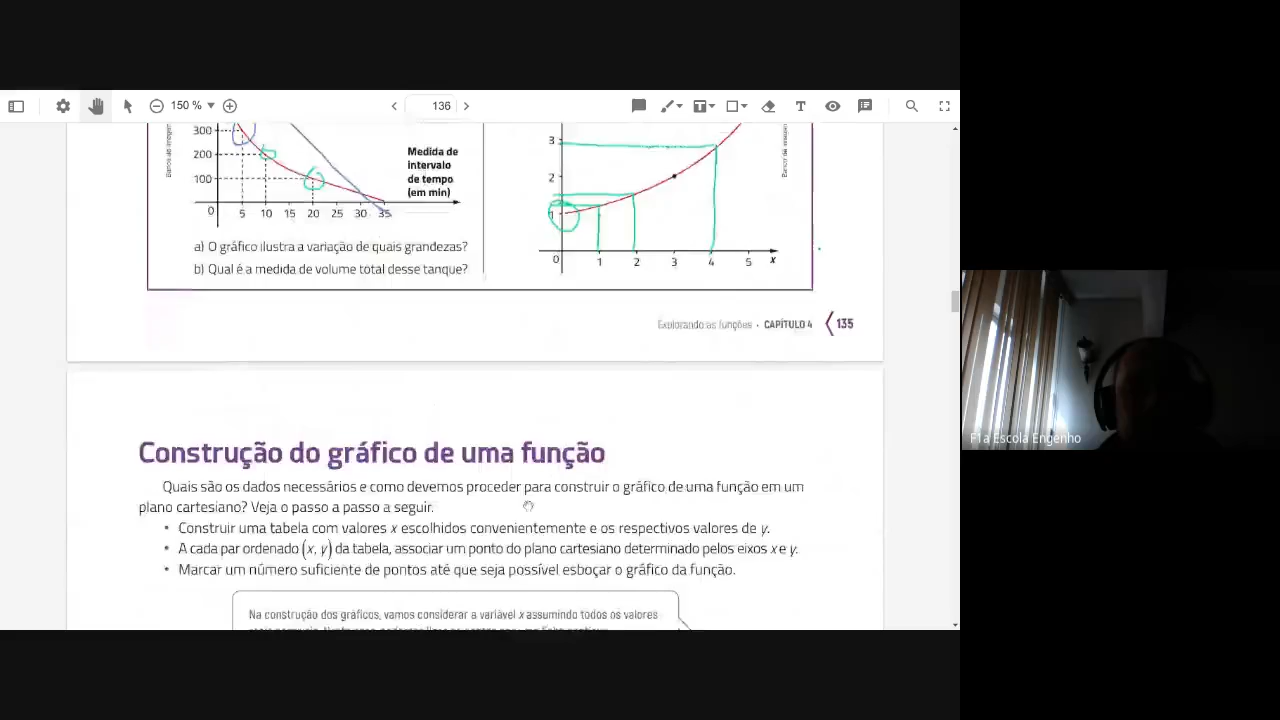 150 %
136
300
200
100
0
5
10
15
20
25
30
35
Medida de
intervalo
de tempo
(em min)
a) O gráfico ilustra a variação de quais grandezas?
b) Qual é a medida de volume total desse tanque?
3
2
1
0
1
2
3
4
5
x
Explorando as funções • CAPÍTULO 4
135
Construção do gráfico de uma função
Quais são os dados necessários e como devemos proceder para construir o gráfico de uma função em um
plano cartesiano? Veja o passo a passo a seguir.
• Construir uma tabela com valores x escolhidos convenientemente e os respectivos valores de y.
• A cada par ordenado (x, y) da tabela, associar um ponto do plano cartesiano determinado pelos eixos x e y.
• Marcar um número suficiente de pontos até que seja possível esboçar o gráfico da função.
Na construção dos gráficos, vamos considerar a variável x assumindo todos os valores
F1a Escola Engenho